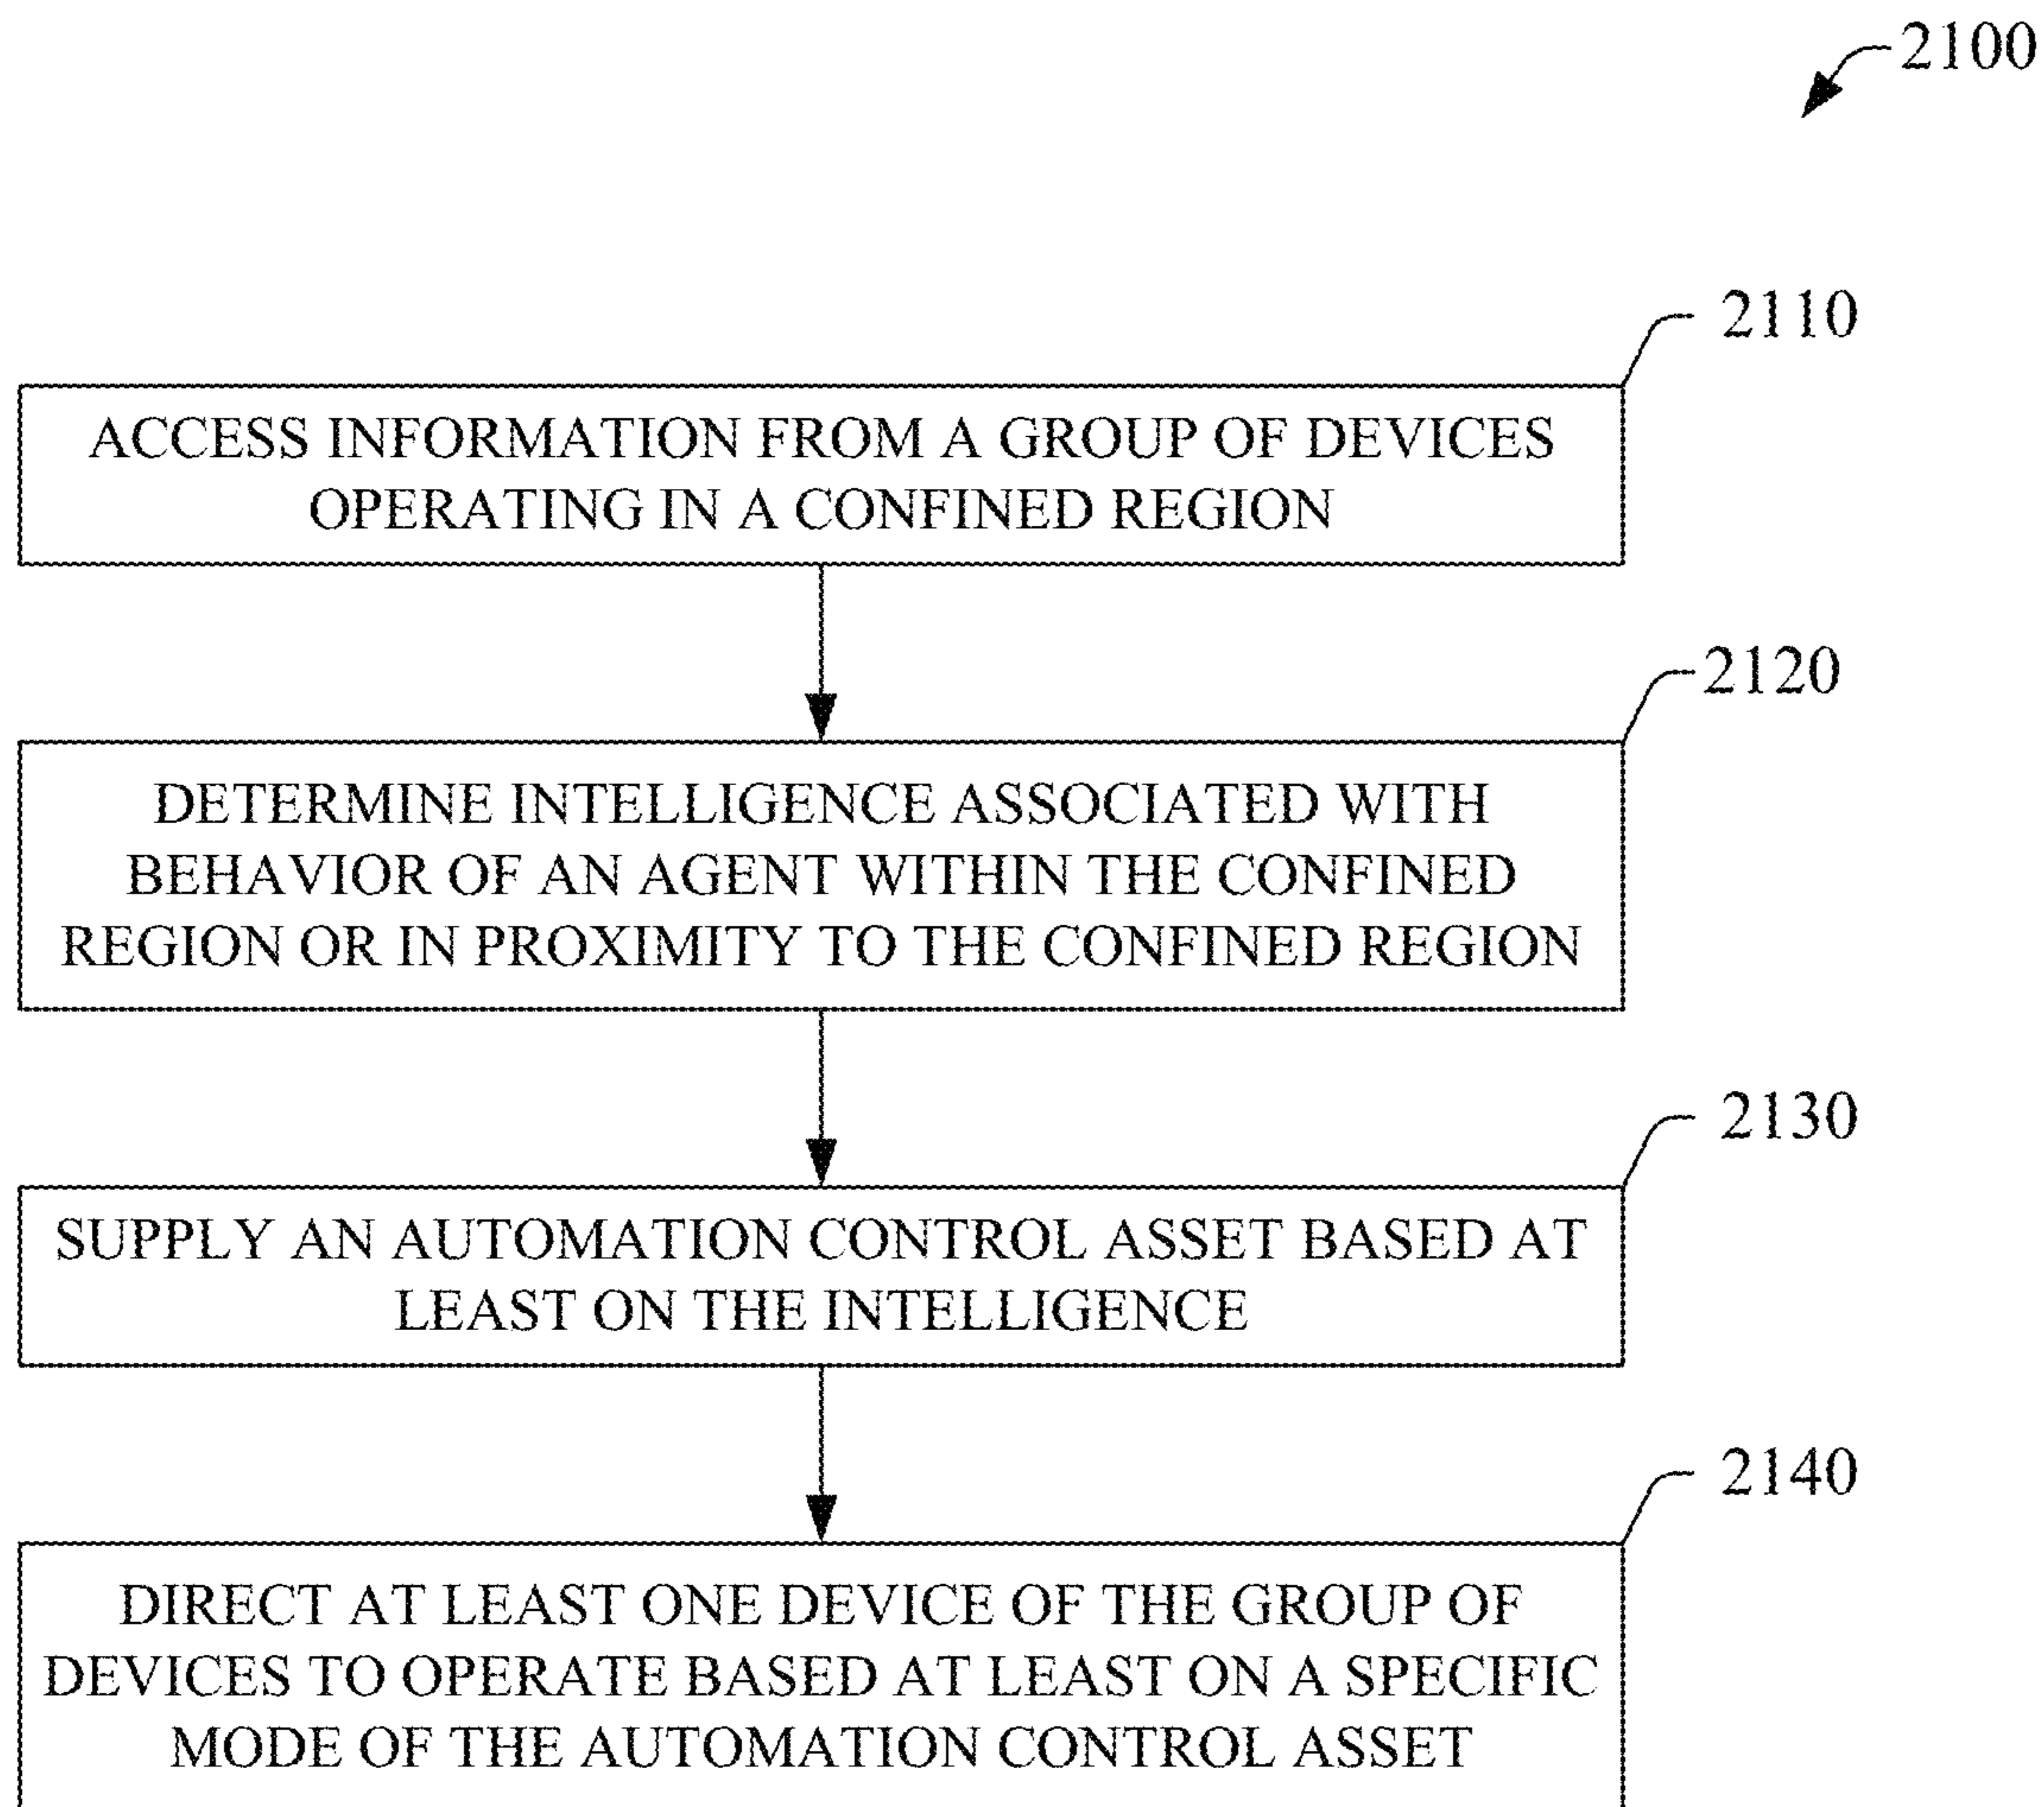 2100
2110
ACCESS INFORMATION FROM A GROUP OF DEVICES
OPERATING IN A CONFINED REGION
2120
DETERMINE INTELLIGENCE ASSOCIATED WITH
BEHAVIOR OF AN AGENT WITHIN THE CONFINED
REGION OR IN PROXIMITY TO THE CONFINED REGION
2130
SUPPLY AN AUTOMATION CONTROL ASSET BASED AT
LEAST ON THE INTELLIGENCE
2140
DIRECT AT LEAST ONE DEVICE OF THE GROUP OF
DEVICES TO OPERATE BASED AT LEAST ON A SPECIFIC
MODE OF THE AUTOMATION CONTROL ASSET